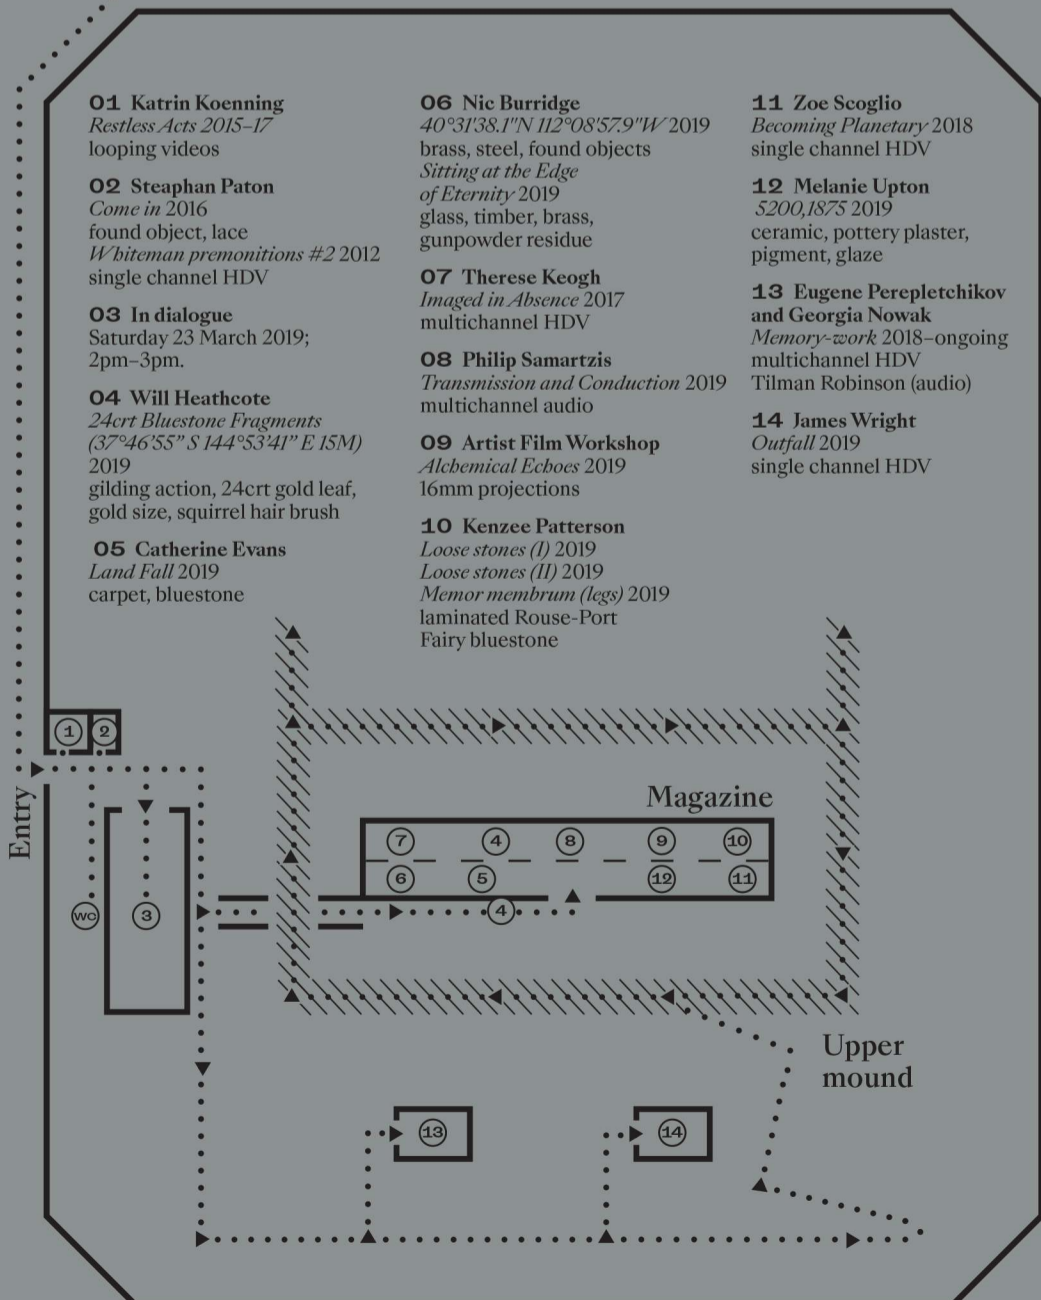 01 Katrin Koenning
Restless Acts 2015–17
looping videos
02 Steaphan Paton
Come in 2016
found object, lace
Whiteman premonitions #2 2012
single channel HDV
03 In dialogue
Saturday 23 March 2019;
2pm–3pm.
04 Will Heathcote
24crt Bluestone Fragments
(37°46'55” S 144°53'41” E 15M)
2019
gilding action, 24crt gold leaf,
gold size, squirrel hair brush
05 Catherine Evans
Land Fall 2019
carpet, bluestone
06 Nic Burridge
40°31'38.1"N 112°08'57.9"W 2019
brass, steel, found objects
Sitting at the Edge
of Eternity 2019
glass, timber, brass,
gunpowder residue
07 Therese Keogh
Imaged in Absence 2017
multichannel HDV
08 Philip Samartzis
Transmission and Conduction 2019
multichannel audio
09 Artist Film Workshop
Alchemical Echoes 2019
16mm projections
10 Kenzee Patterson
Loose stones (I) 2019
Loose stones (II) 2019
Memor membrum (legs) 2019
laminated Rouse-Port
Fairy bluestone
11 Zoe Scoglio
Becoming Planetary 2018
single channel HDV
12 Melanie Upton
5200,1875 2019
ceramic, pottery plaster,
pigment, glaze
13 Eugene Perepletchikov
and Georgia Nowak
Memory-work 2018–ongoing
multichannel HDV
Tilman Robinson (audio)
14 James Wright
Outfall 2019
single channel HDV
1 2
Entry
Magazine
7 4 8 9 10
6 5 12 11
WC 3 4
Upper
mound
13 14